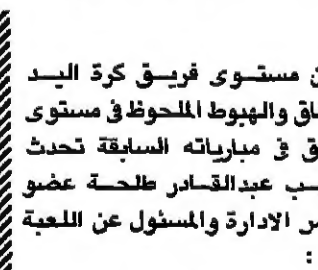 مستوى فريق كرة اليد
والهبوط الملحوظ في مستوى
في مبارياته السابقة تحدث
عبدالقادر طلحة عضو
الادارة والمسئول عن اللعبة
: